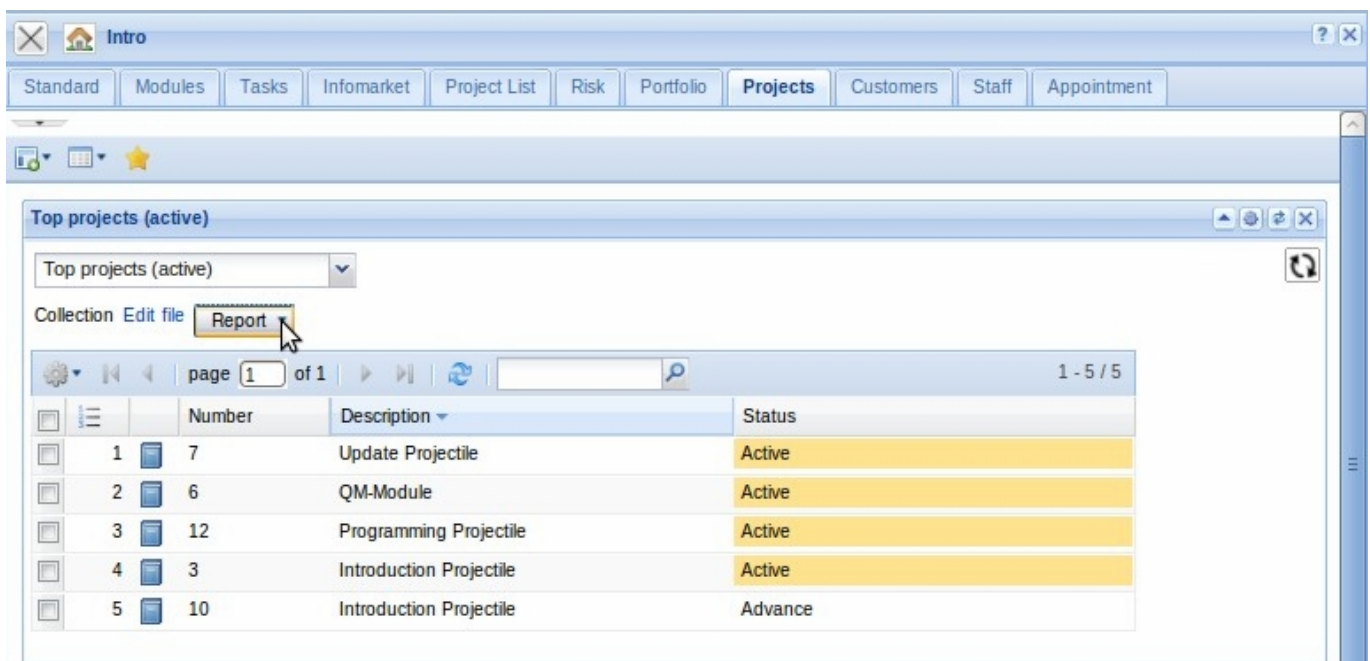 Intro
Standard Modules Tasks Infomarket Project List Risk Portfolio Projects Customers Staff Appointment
Top projects (active)
Top projects (active)
Collection Edit file Report
page 1 of 1 1 - 5 / 5
Number Description Status
1 7 Update Projectile Active
2 6 QM-Module Active
3 12 Programming Projectile Active
4 3 Introduction Projectile Active
5 10 Introduction Projectile Advance